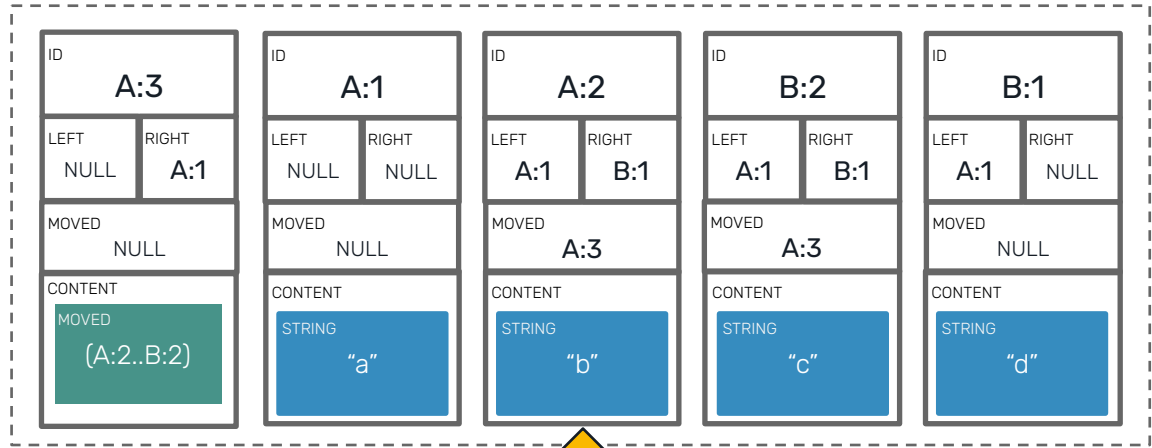 ID
A:3
LEFT
NULL
RIGHT
A:1
MOVED
NULL
CONTENT
MOVED
(A:2..B:2)
ID
A:1
LEFT
NULL
RIGHT
NULL
MOVED
NULL
CONTENT
STRING
“a”
ID
A:2
LEFT
A:1
RIGHT
B:1
MOVED
A:3
CONTENT
STRING
“b”
ID
B:2
LEFT
A:1
RIGHT
B:1
MOVED
A:3
CONTENT
STRING
“c”
ID
B:1
LEFT
A:1
RIGHT
NULL
MOVED
NULL
CONTENT
STRING
“d”